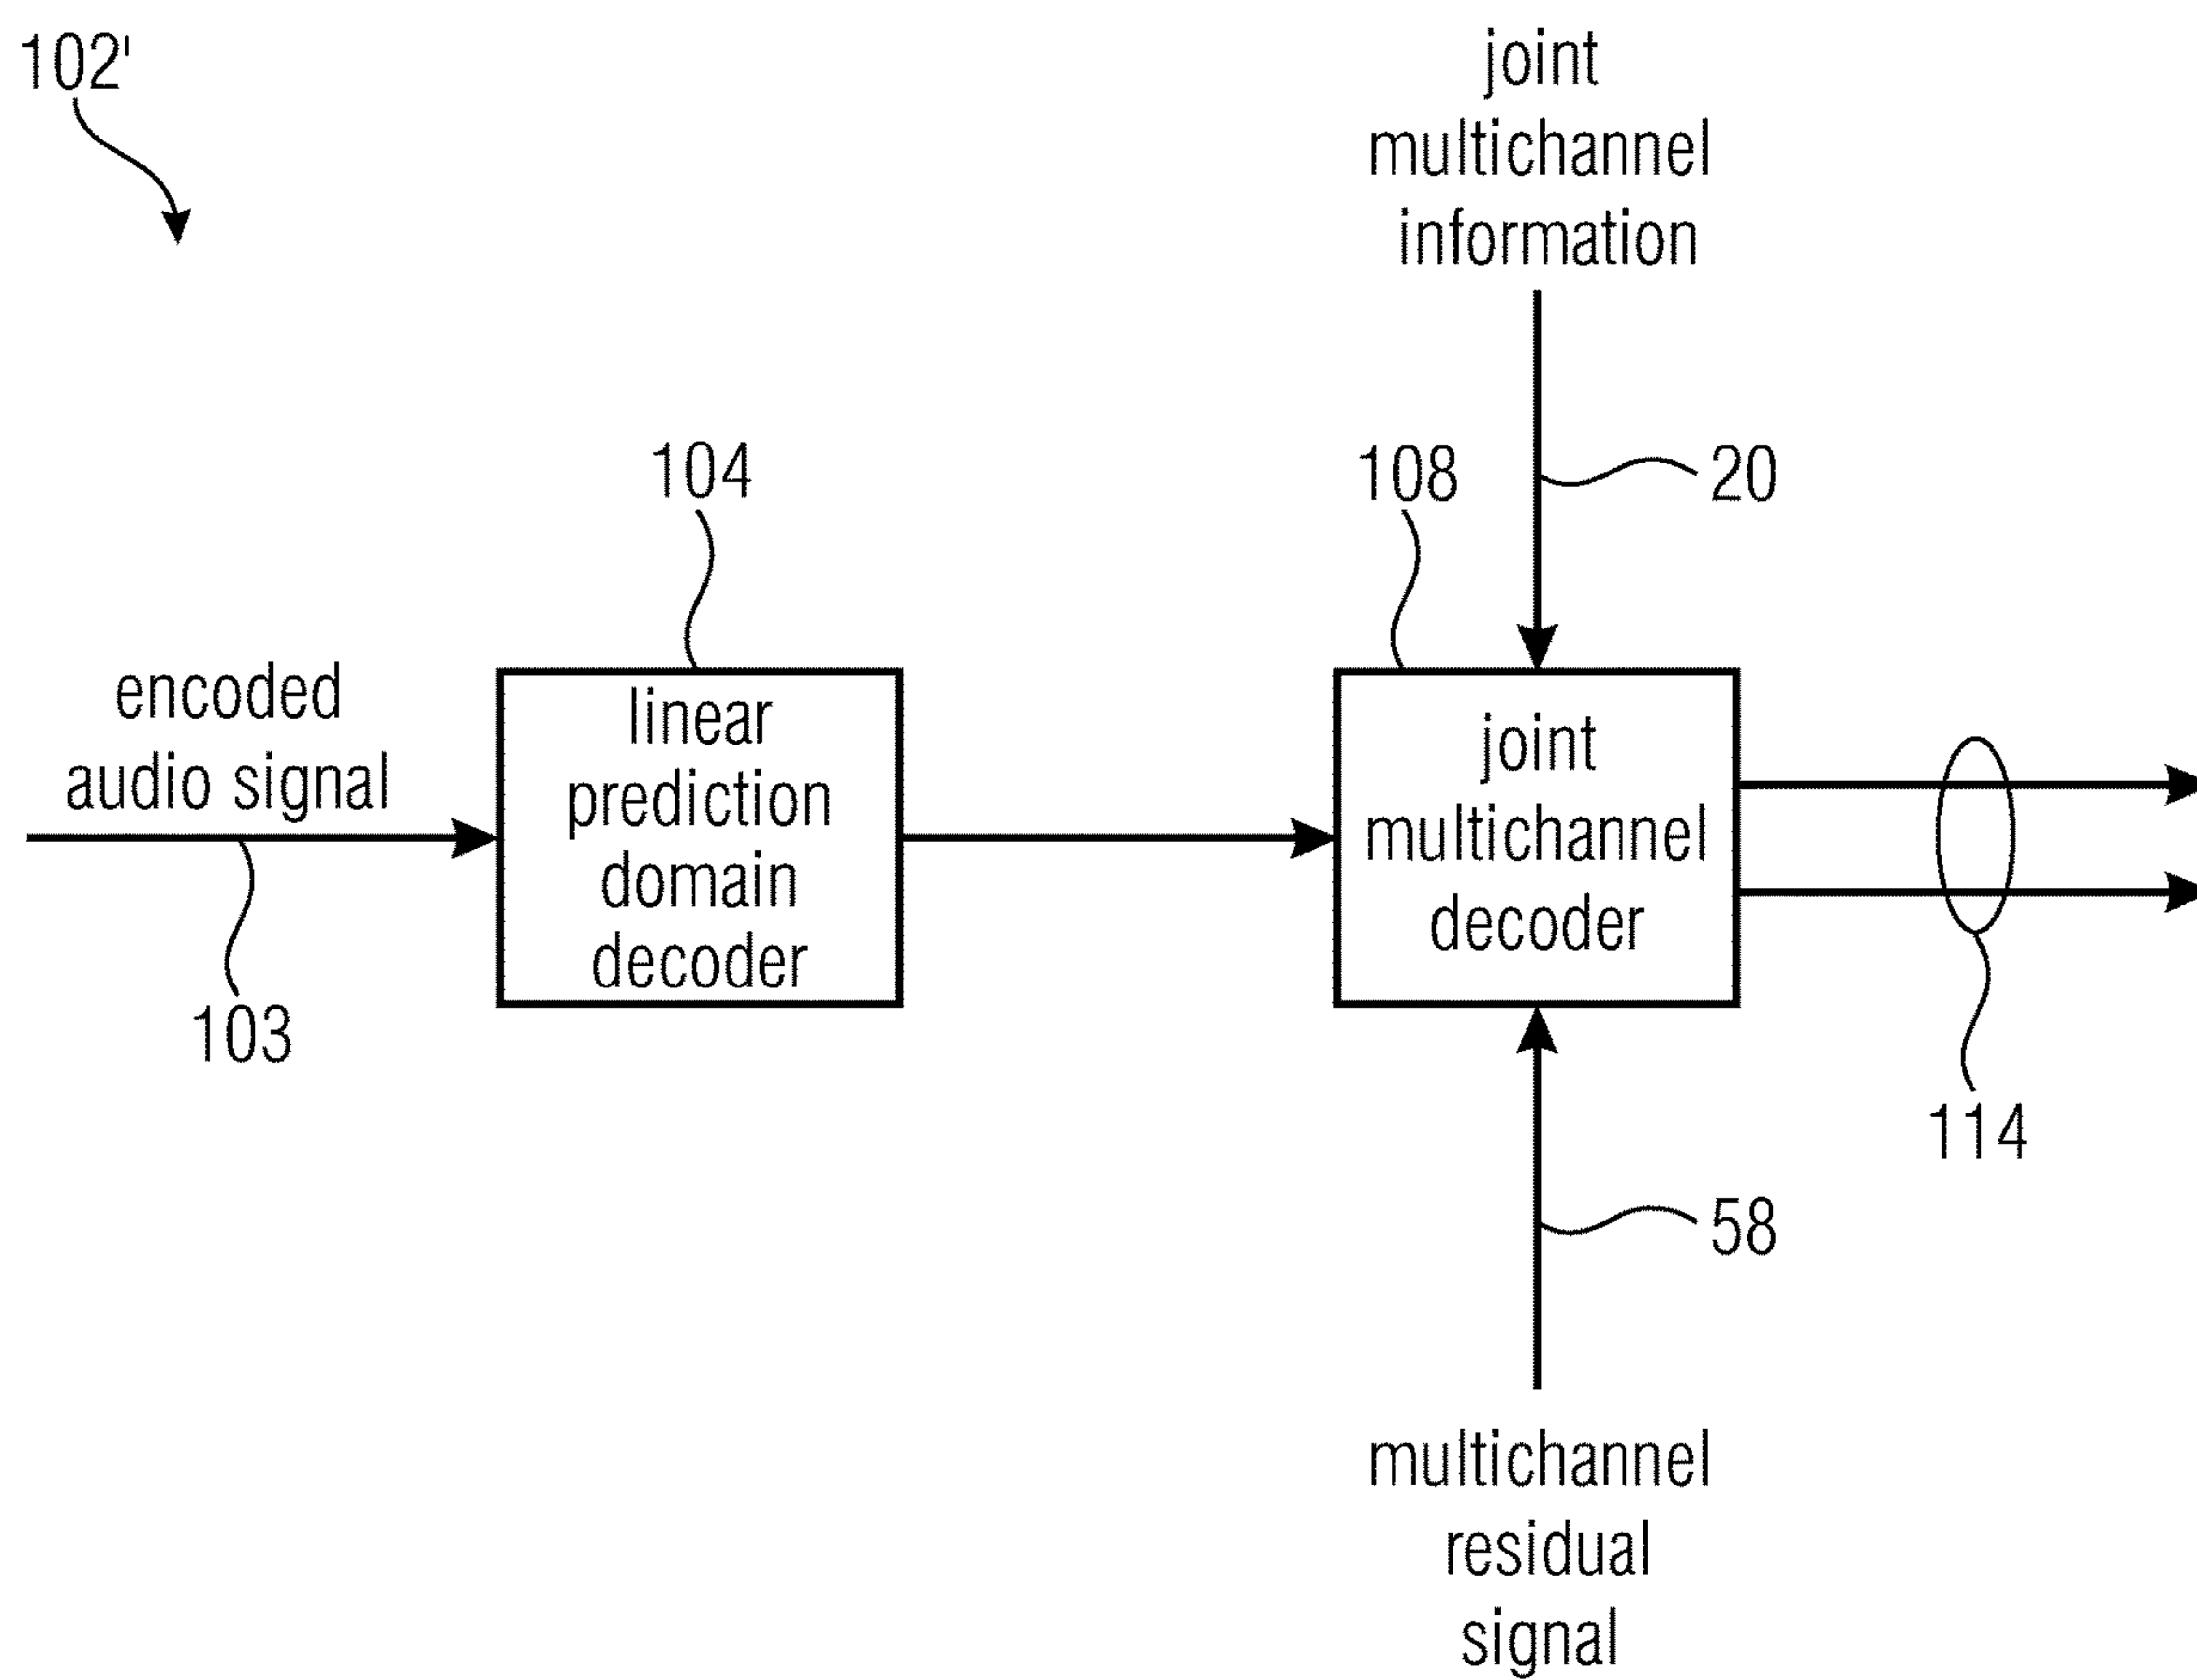 102'
joint
multichannel
information
104
108
20
encoded
audio signal
linear
prediction
domain
decoder
joint
multichannel
decoder
103
114
58
multichannel
residual
signal